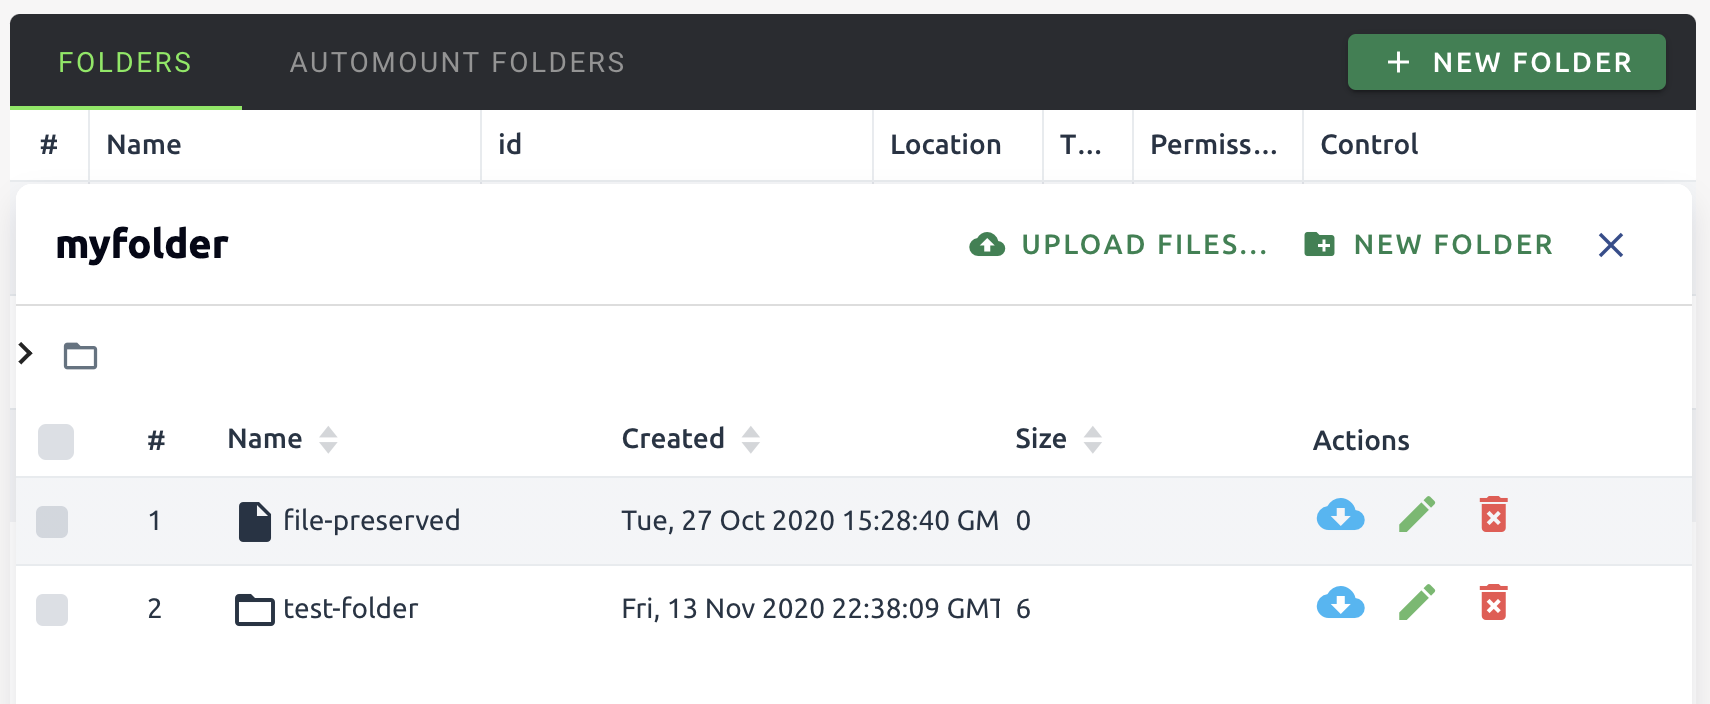 FOLDERS AUTOMOUNT FOLDERS + NEW FOLDER
# Name id Location T... Permiss... Control
myfolder UPLOAD FILES... NEW FOLDER
# Name Created Size Actions
1 file-preserved Tue, 27 Oct 2020 15:28:40 GM 0
2 test-folder Fri, 13 Nov 2020 22:38:09 GMT 6